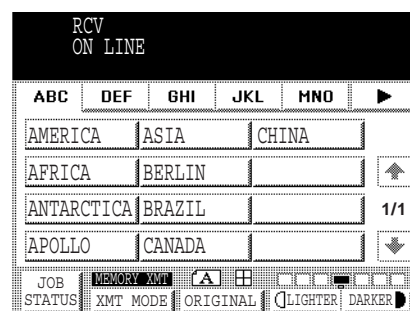 RCV
ON LINE
ABC DEF GHI JKL MNO
AMERICA ASIA CHINA
AFRICA BERLIN
ANTARCTICA BRAZIL 1/1
APOLLO CANADA
JOB STATUS MEMORY XMT A
XMT MODE ORIGINAL LIGHTER DARKER